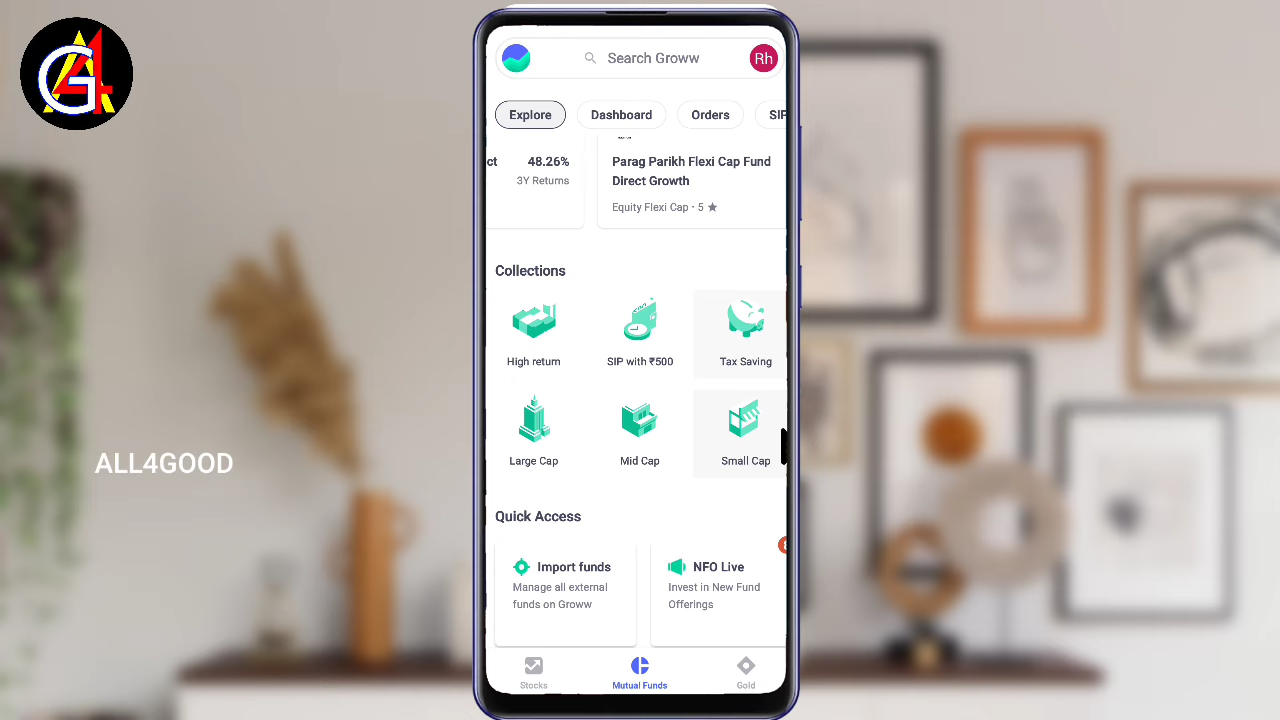 G4
Search Groww
Rh
Explore
Dashboard
Orders
SIP
ct
48.26%
3Y Returns
Parag Parikh Flexi Cap Fund
Direct Growth
Equity Flexi Cap • 5 ★
Collections
High return
SIP with ₹500
Tax Saving
Large Cap
Mid Cap
Small Cap
ALL4GOOD
Quick Access
Import funds
Manage all external
funds on Groww
NFO Live
Invest in New Fund
Offerings
Stocks
Mutual Funds
Gold